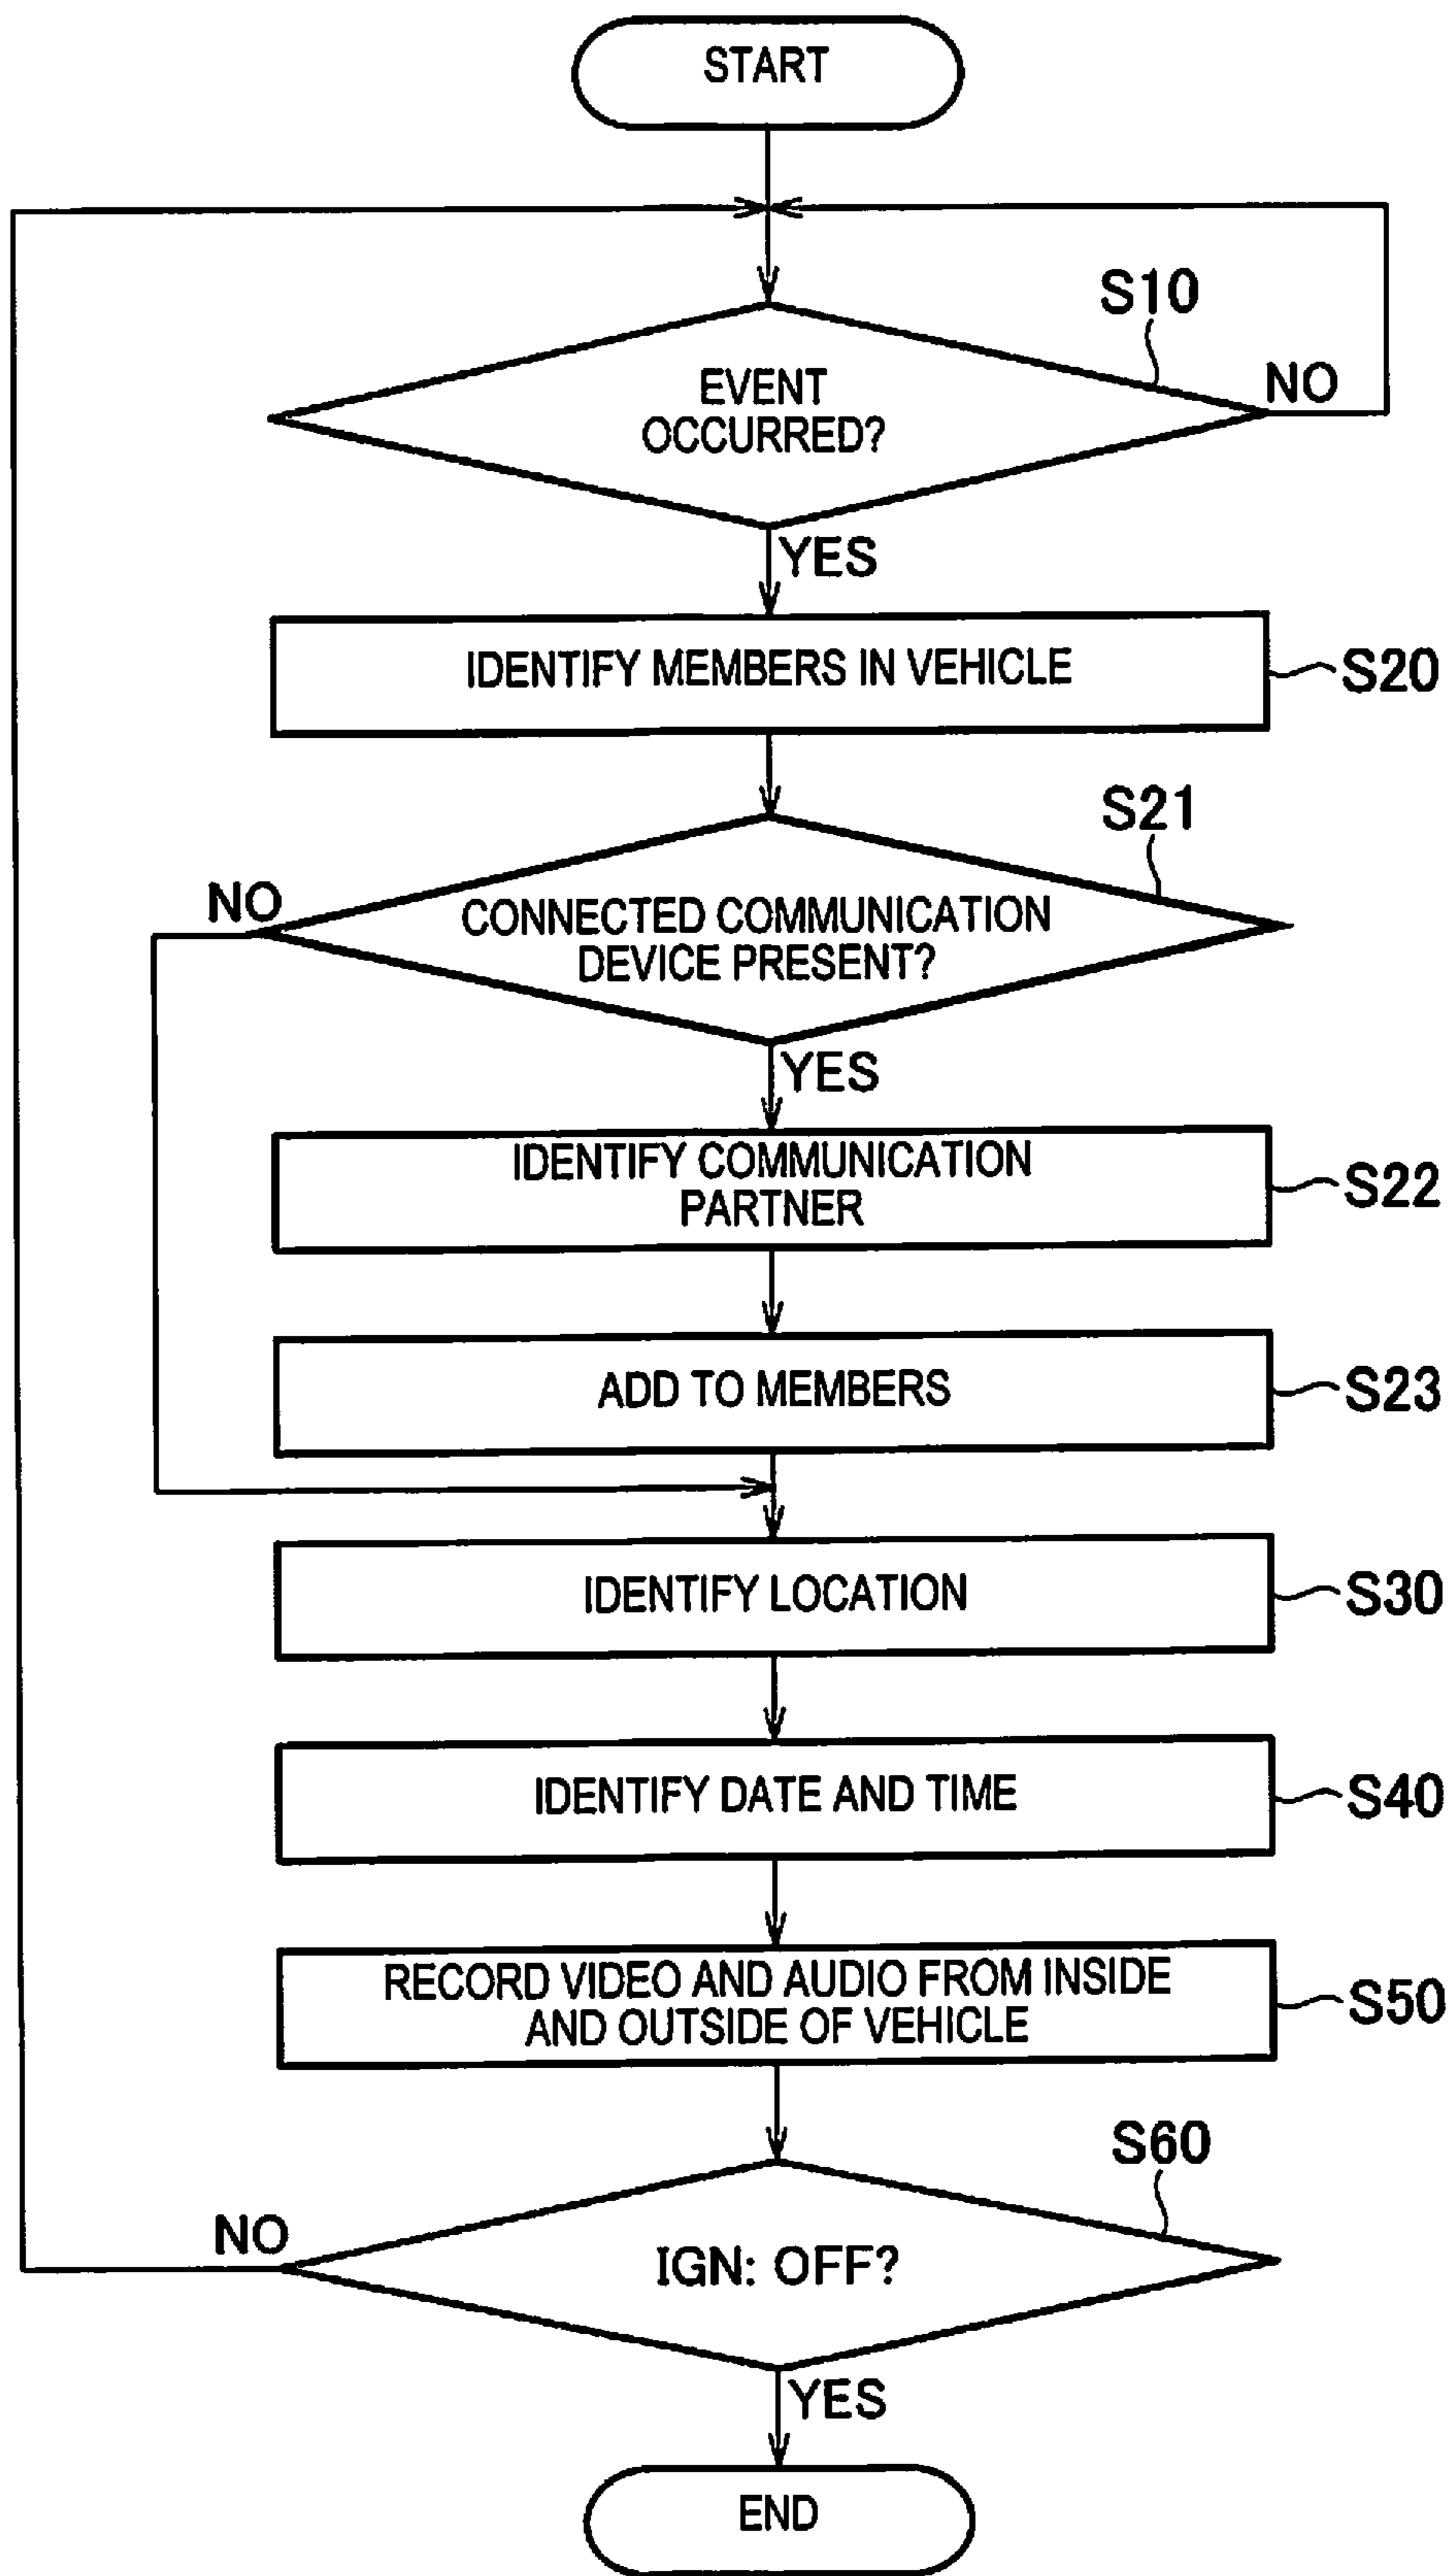 START
S10
EVENT
OCCURRED?
NO
YES
IDENTIFY MEMBERS IN VEHICLE
S20
S21
NO
CONNECTED COMMUNICATION
DEVICE PRESENT?
YES
IDENTIFY COMMUNICATION
PARTNER
S22
ADD TO MEMBERS
S23
IDENTIFY LOCATION
S30
IDENTIFY DATE AND TIME
S40
RECORD VIDEO AND AUDIO FROM INSIDE
AND OUTSIDE OF VEHICLE
S50
S60
NO
IGN: OFF?
YES
END